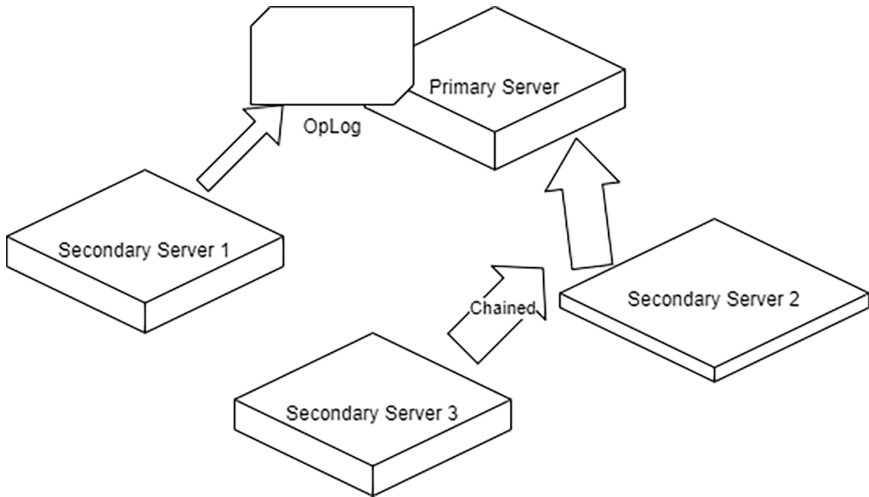 Primary Server
OpLog
Secondary Server 1
Secondary Server 2
Chained
Secondary Server 3